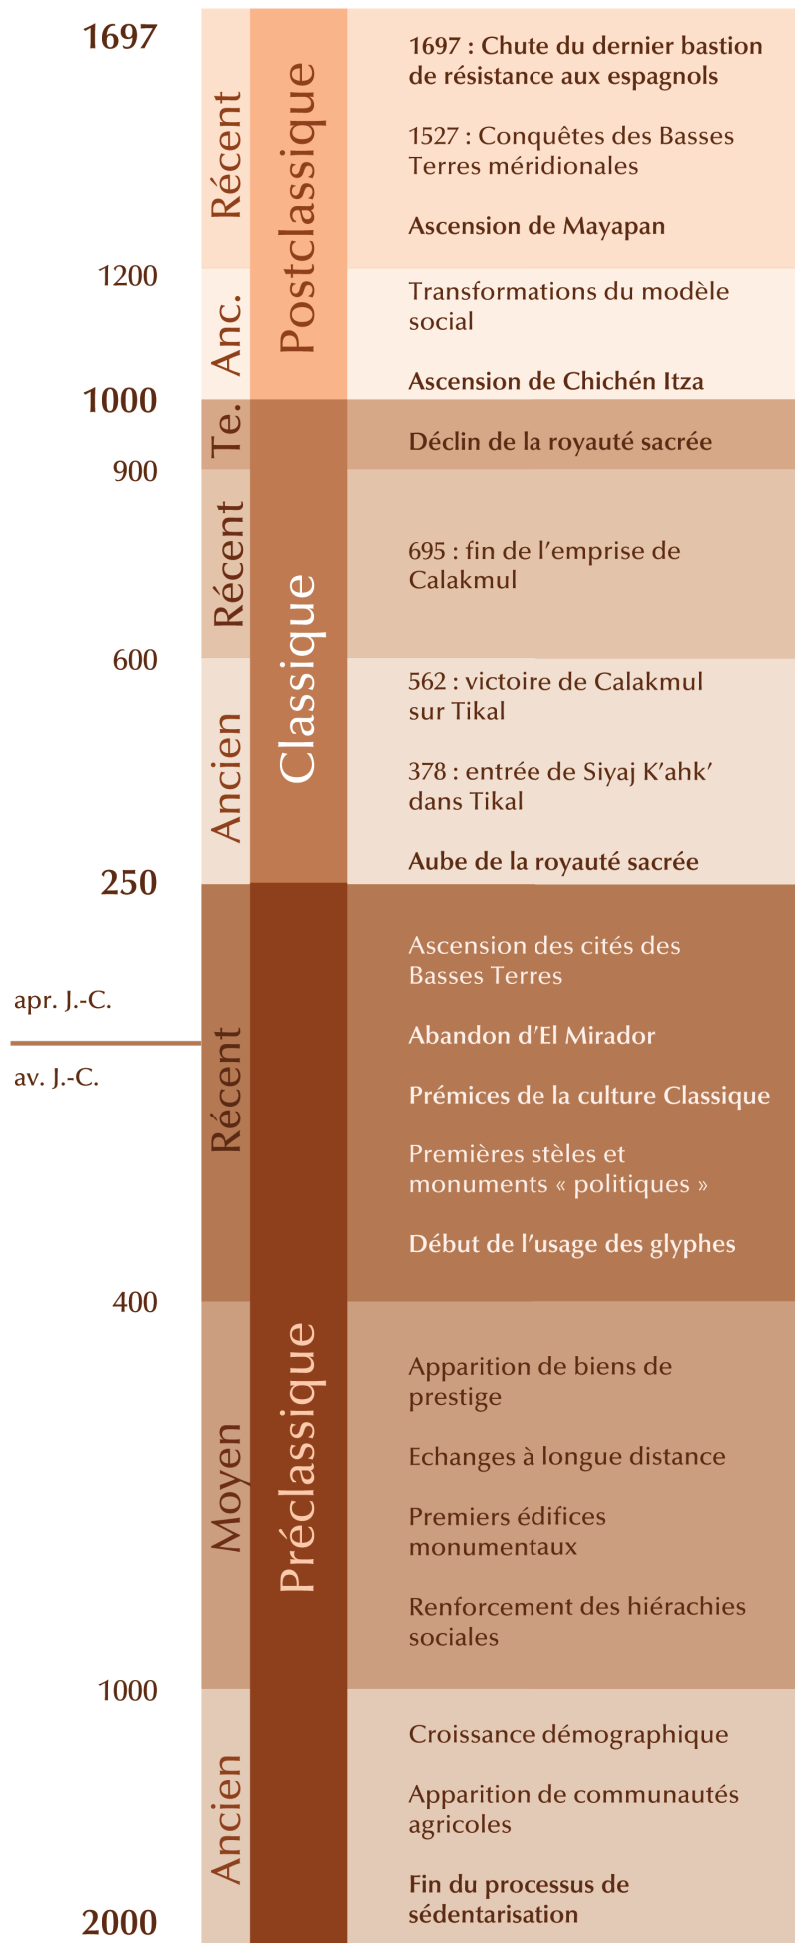 1697
Récent
Postclassique
1697 : Chute du dernier bastion
de résistance aux espagnols
1527 : Conquêtes des Basses
Terres méridionales
Ascension de Mayapan
1200
Anc.
Transformations du modèle
social
Ascension de Chichén Itza
1000
Te.
Classique
Déclin de la royauté sacrée
900
Récent
695 : fin de l’emprise de
Calakmul
600
Ancien
562 : victoire de Calakmul
sur Tikal
378 : entrée de Siyaj K’ahk’
dans Tikal
Aube de la royauté sacrée
250
Récent
Préclassique
Ascension des cités des
Basses Terres
apr. J.-C.
Abandon d’El Mirador
av. J.-C.
Prémices de la culture Classique
Premières stèles et
monuments « politiques »
Début de l’usage des glyphes
400
Moyen
Apparition de biens de
prestige
Echanges à longue distance
Premiers édifices
monumentaux
Renforcement des hiérachies
sociales
1000
Ancien
Croissance démographique
Apparition de communautés
agricoles
Fin du processus de
sédentarisation
2000